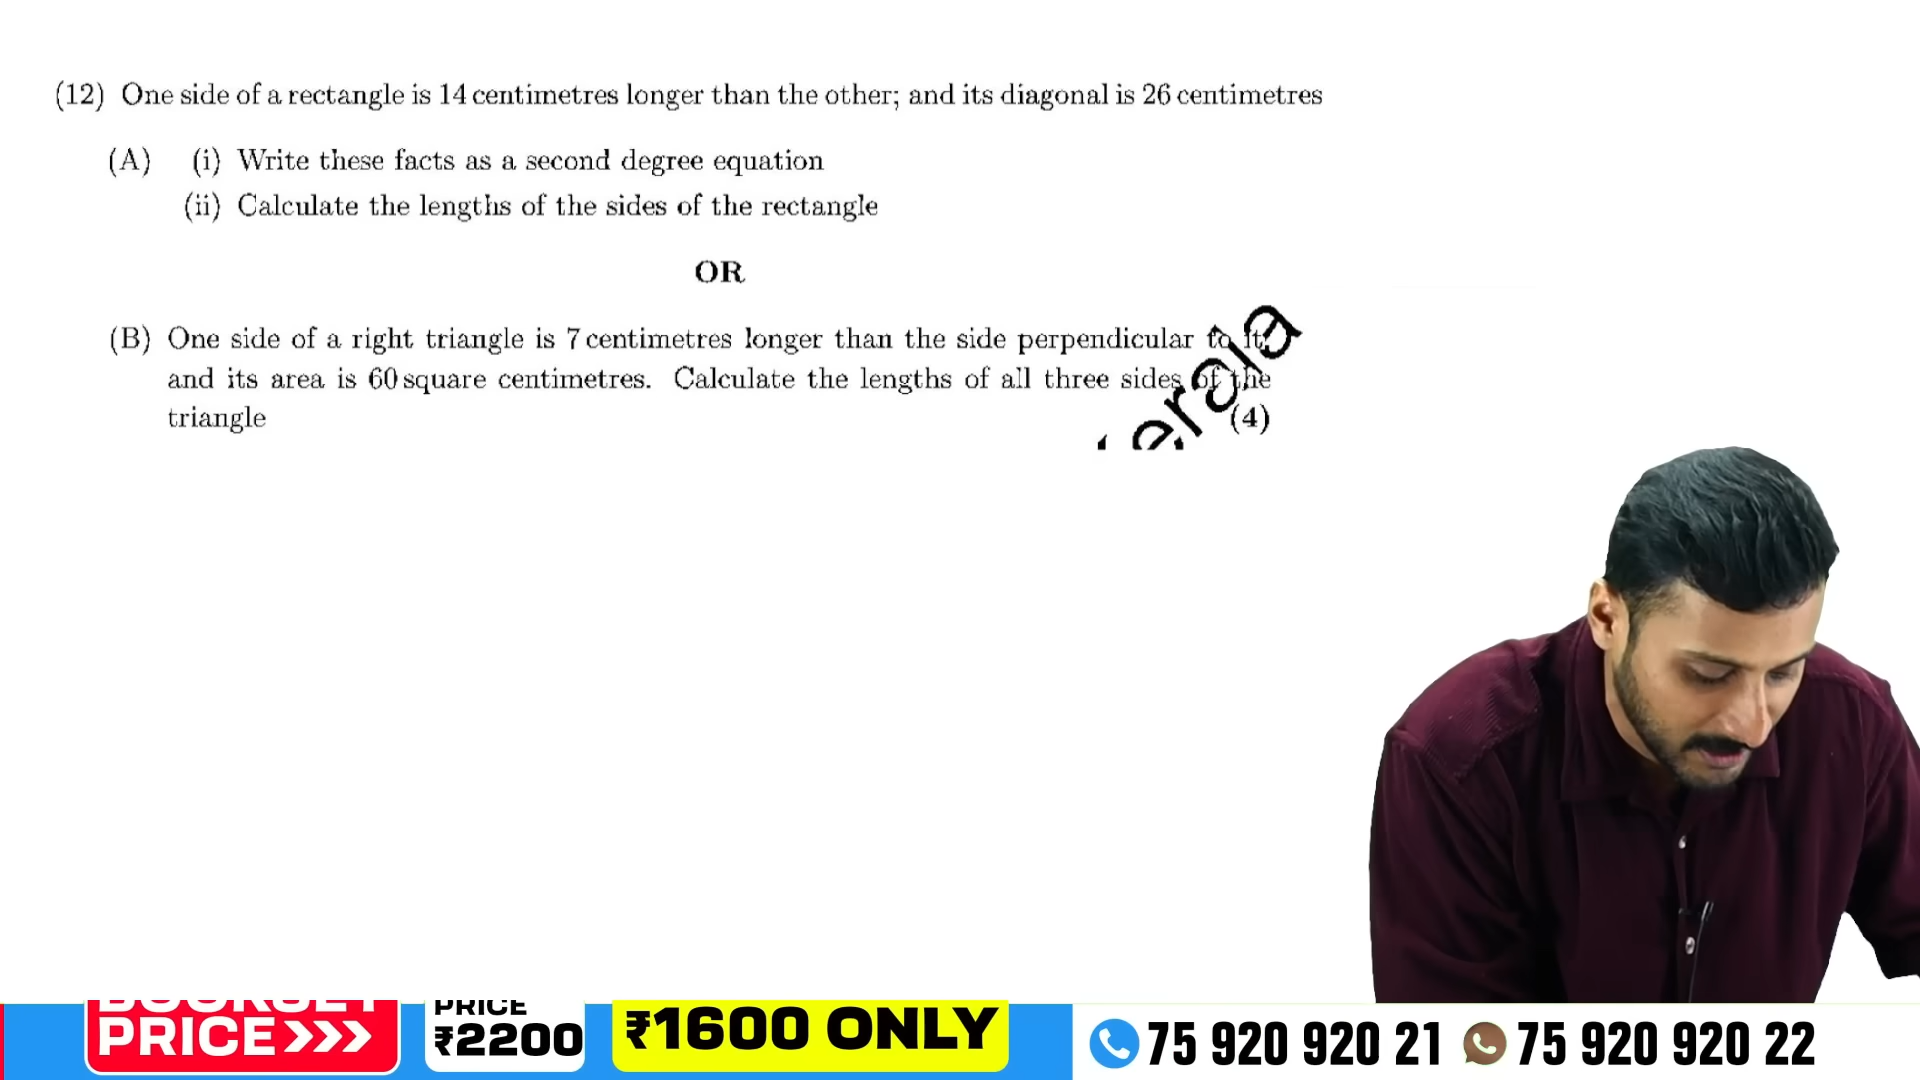 (12) One side of a rectangle is 14 centimetres longer than the other; and its diagonal is 26 centimetres
(A) (i) Write these facts as a second degree equation
(ii) Calculate the lengths of the sides of the rectangle
OR
(B) One side of a right triangle is 7 centimetres longer than the side perpendicular to it,
and its area is 60 square centimetres. Calculate the lengths of all three sides of the
triangle
(4)
erala
PRICE>>>
PRICE
₹2200
₹1600 ONLY
75 920 920 21
75 920 920 22